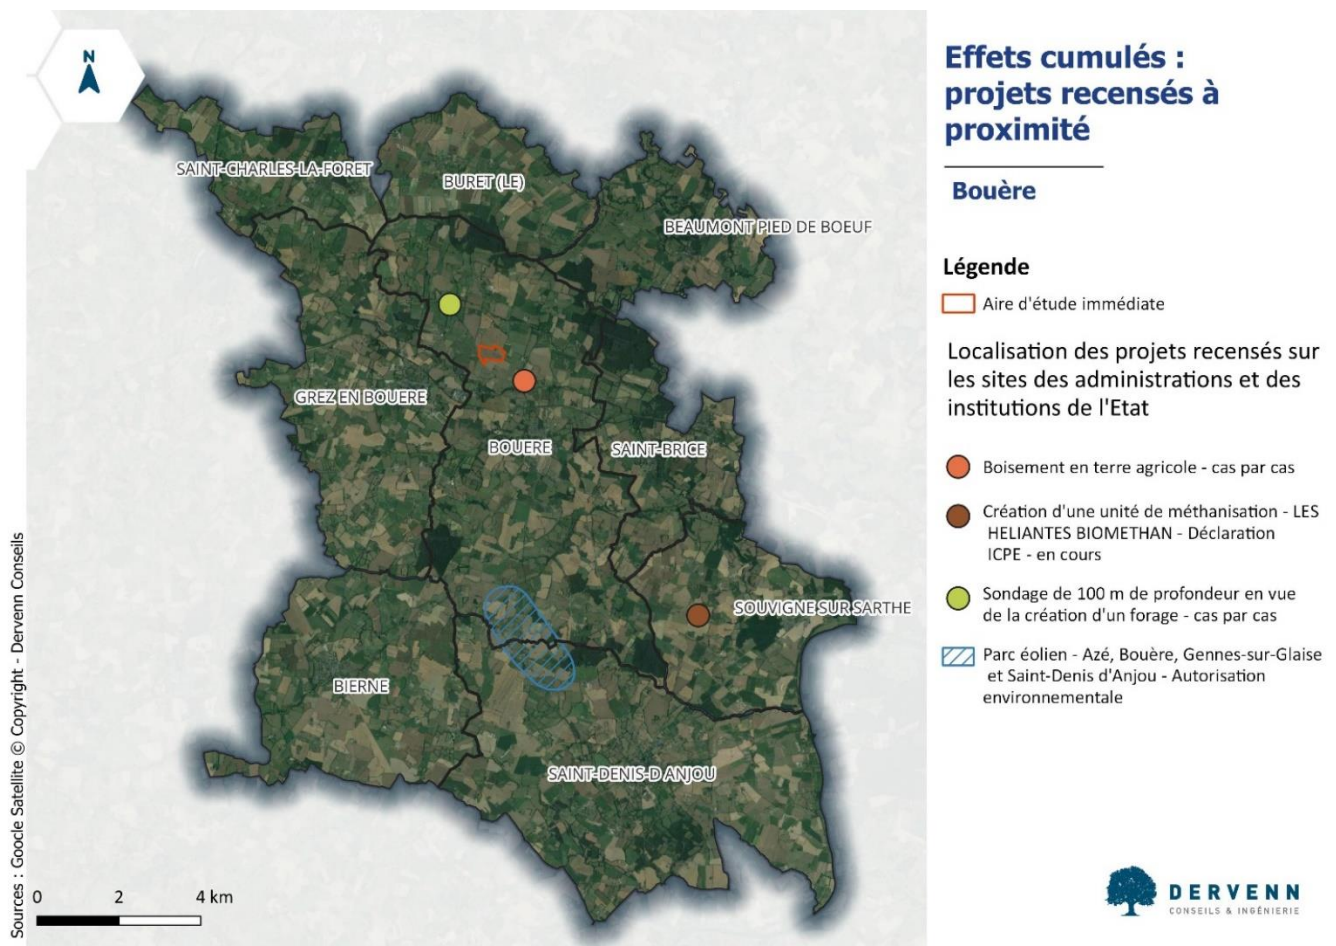 N
SAINT-CHARLES-LA-FORET
BURET (LE)
BEAUMONT PIED DE BOEUF
GREZ EN BOUERE
BOUERE
SAINT-BRICE
SOUVIGNE SUR SARTHE
BIERNE
SAINT-DENIS-D ANJOU
0 2 4 km
Sources : Goocle Satellite © Copyright - Dervenn Conseils
Effets cumulés :
projets recensés à
proximité
Bouère
Légende
Aire d'étude immédiate
Localisation des projets recensés sur
les sites des administrations et des
institutions de l'Etat
Boisement en terre agricole - cas par cas
Création d'une unité de méthanisation - LES
HELIANTES BIOMETHAN - Déclaration
ICPE - en cours
Sondage de 100 m de profondeur en vue
de la création d'un forage - cas par cas
Parc éolien - Azé, Bouère, Gennes-sur-Glaise
et Saint-Denis d'Anjou - Autorisation
environnementale
DERVENN
CONSEILS & INGÉNIERIE